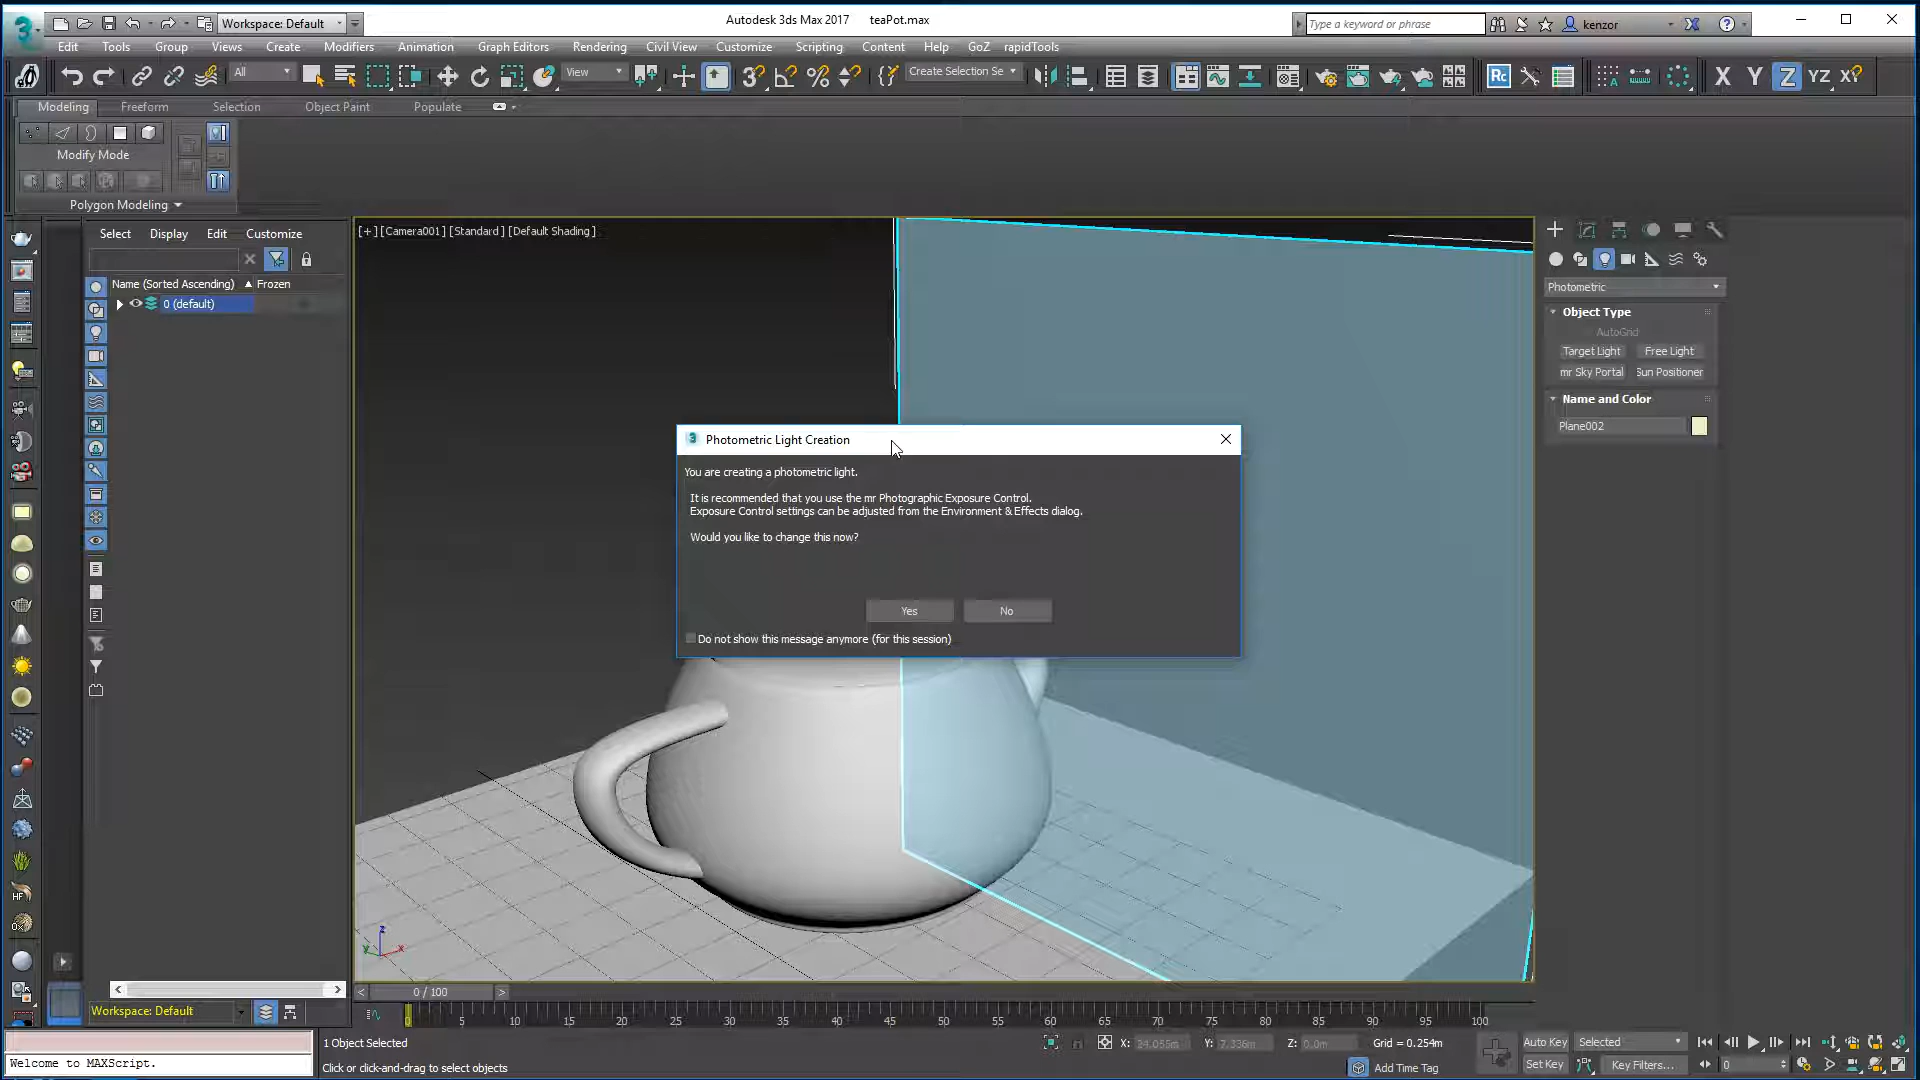 Workspace: Default
Autodesk 3ds Max 2017 teaPot.max
Type a keyword or phrase
kenzor
Edit Tools Group Views Create Modifiers Animation Graph Editors Rendering Civil View Customize Scripting Content Help GoZ rapidTools
All
View
Create Selection Se
Rc
X Y Z YZ
Modeling Freeform Selection Object Paint Populate
Modify Mode
Polygon Modeling
Select Display Edit Customize
Name (Sorted Ascending) Frozen
0 (default)
[+] [Camera001] [Standard] [Default Shading]
Photometric
Object Type
AutoGrid
Target Light Free Light
mr Sky Portal Sun Positioner
Name and Color
Plane002
Photometric Light Creation
You are creating a photometric light.
It is recommended that you use the mr Photographic Exposure Control.
Exposure Control settings can be adjusted from the Environment & Effects dialog.
Would you like to change this now?
Yes No
Do not show this message anymore (for this session)
HF
z
y x
0 / 100
Workspace: Default
0 5 10 15 20 25 30 35 40 45 50 55 60 65 70 75 80 85 90 95 100
1 Object Selected
X: 24.055m Y: 7.336m Z: 0.0m Grid = 0.254m
Auto Key Selected
Welcome to MAXScript.
Click or click-and-drag to select objects
Add Time Tag
Set Key Key Filters...
0